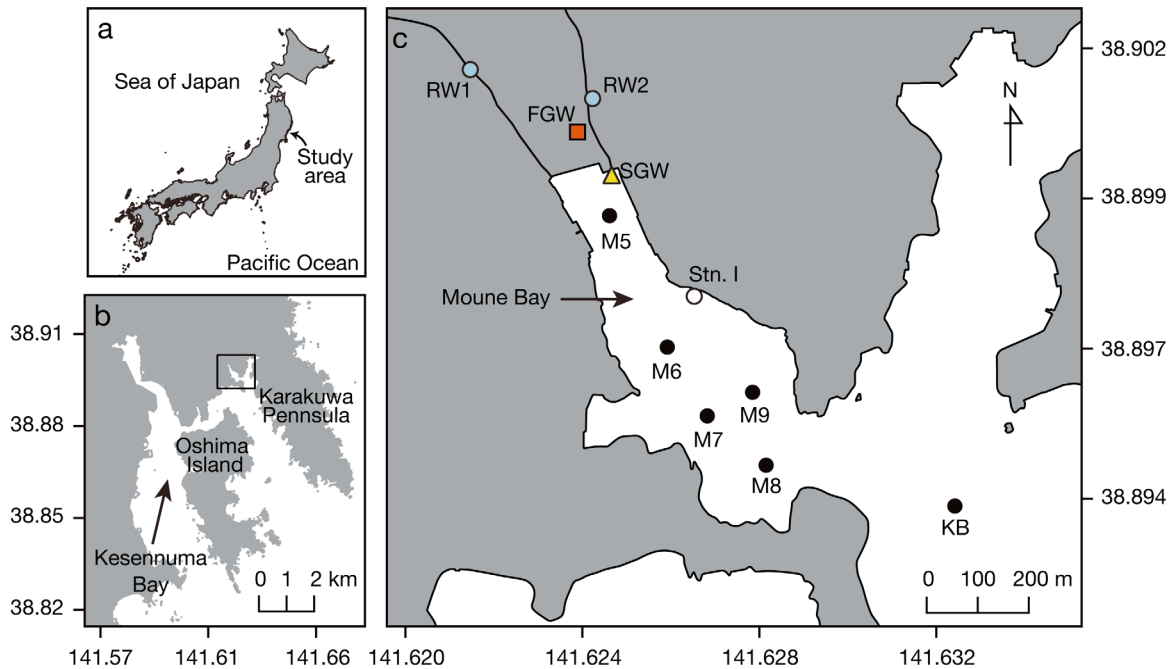 a
Sea of Japan
Study
area
Pacific Ocean
b
38.91
38.88
38.85
38.82
Karakuwa
Pennsula
Oshima
Island
Kesennuma
Bay
0 1 2 km
141.57 141.61 141.66
c
RW1
RW2
FGW
SGW
M5
Stn. I
Moune Bay
M6
M9
M7
M8
KB
N
0 100 200 m
38.902
38.899
38.897
38.894
141.620 141.624 141.628 141.632